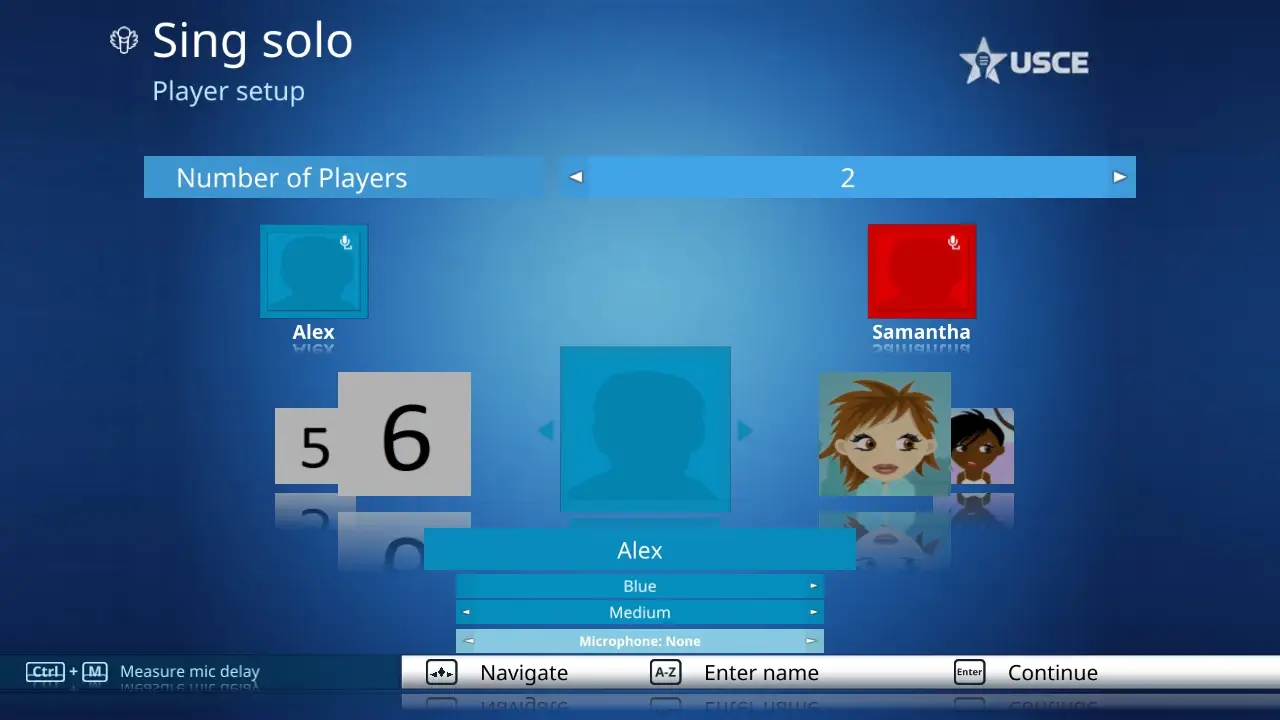 Sing solo
Player setup
USCE
Number of Players
2
Alex
Samantha
5
6
Alex
Blue
Medium
Microphone: None
Ctrl + M Measure mic delay
Navigate
A-Z Enter name
Enter Continue